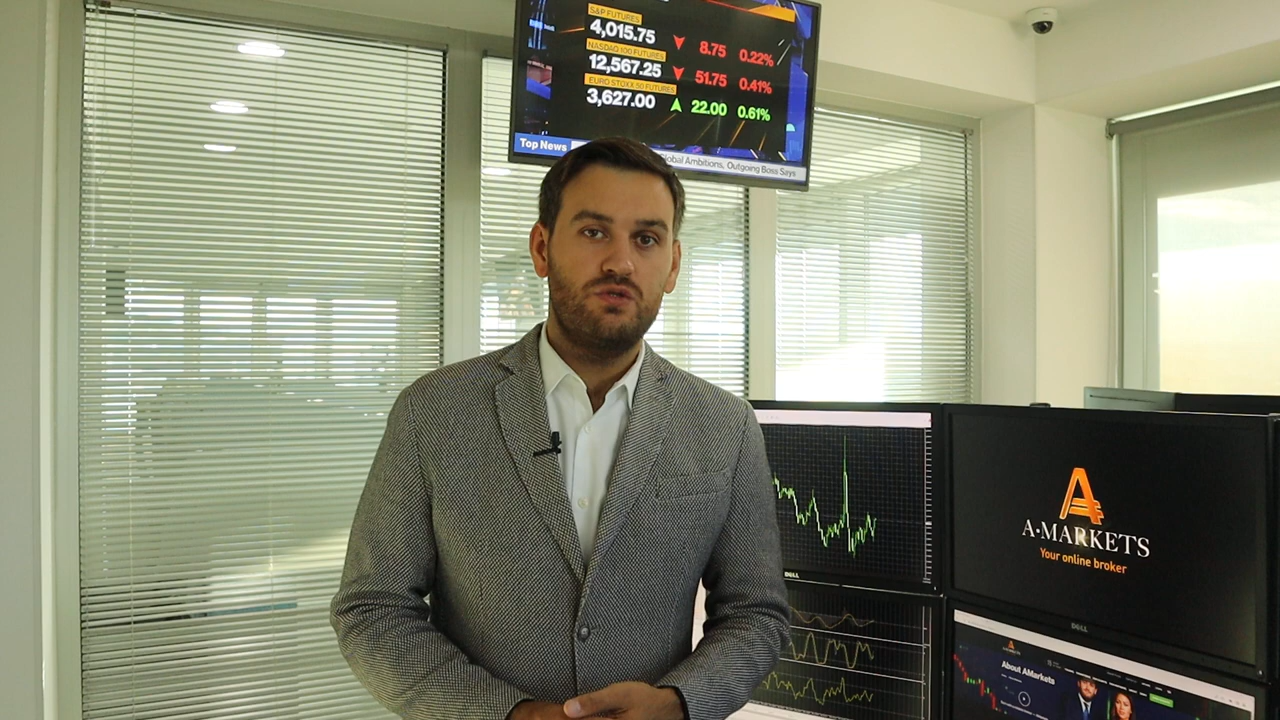 S&P FUTURES
4,015.75 8.75 0.22%
NASDAQ 100 FUTURES
12,567.25 51.75 0.41%
EURO STOXX 50 FUTURES
3,627.00 22.00 0.61%
Top News
Global Ambitions, Outgoing Boss Says
A·MARKETS
Your online broker
DELL
DELL
About AMarkets